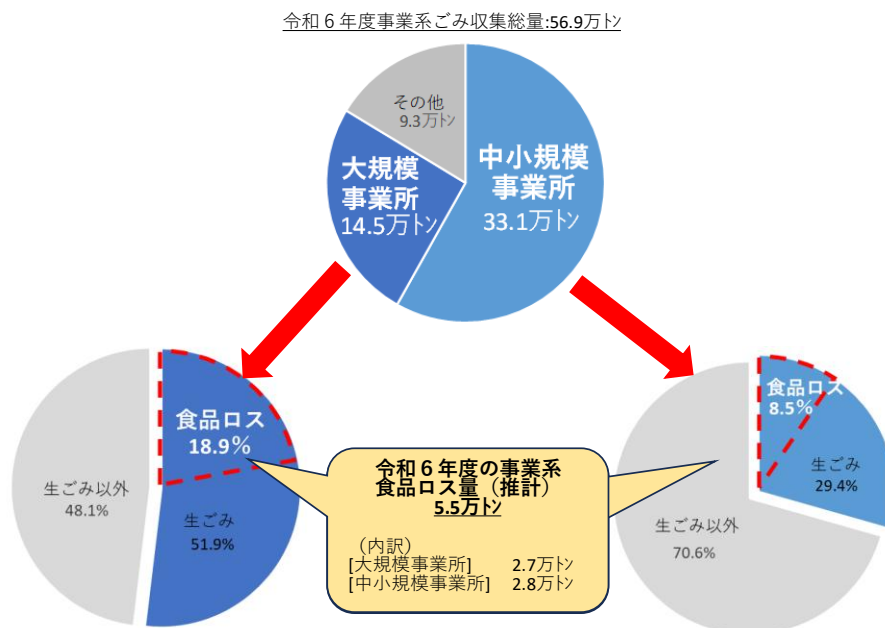 令和６年度事業系ごみ収集総量:56.9万㌧
その他
9.3万㌧
中小規模
事業所
33.1万㌧
大規模
事業所
14.5万㌧
食品ロス
18.9%
生ごみ以外
48.1%
生ごみ
51.9%
令和６年度の事業系
食品ロス量（推計）
5.5万㌧
（内訳）
[大規模事業所] 2.7万㌧
[中小規模事業所] 2.8万㌧
食品ロス
8.5%
生ごみ
29.4%
生ごみ以外
70.6%